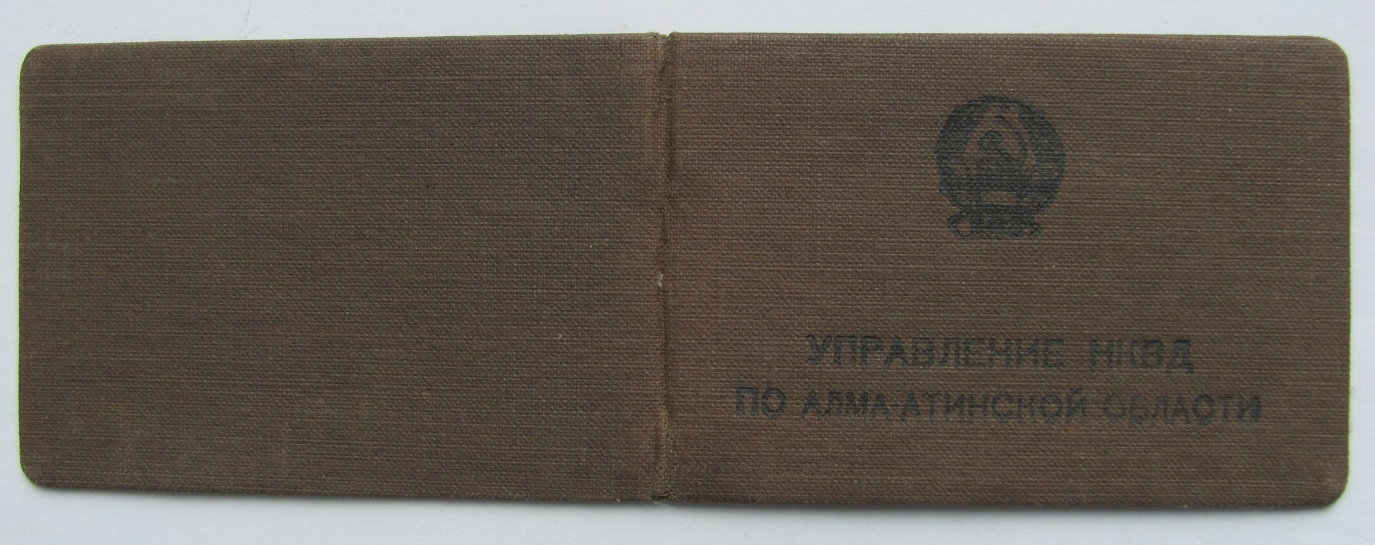 УПРАВЛЕНИЕ НКВД
ПО АЛМА-АТИНСКОЙ ОБЛАСТИ